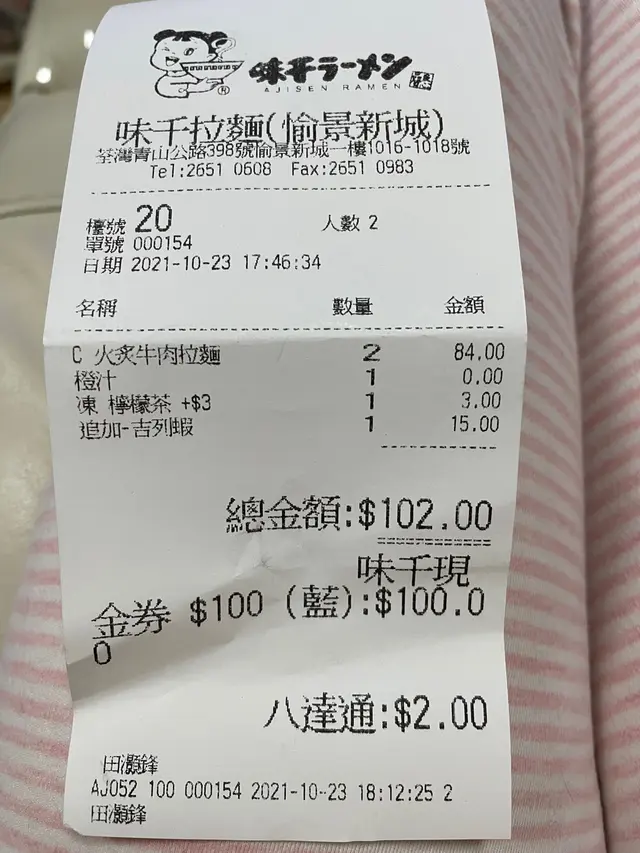 味千ラーメン
AJISEN RAMEN
味千拉麵(愉景新城)
荃灣青山公路398號愉景新城一樓1016-1018號
Tel:2651 0608 Fax:2651 0983
檯號 20 人數 2
單號 000154
日期 2021-10-23 17:46:34
名稱 數量 金額
C 火炙牛肉拉麵 2 84.00
橙汁 1 0.00
凍 檸檬茶 +$3 1 3.00
追加-吉列蝦 1 15.00
總金額:$102.00
味千現
金券 $100 (藍):$100.0
0
八達通:$2.00
田灝鋒
AJ052 100 000154 2021-10-23 18:12:25 2
田灝鋒